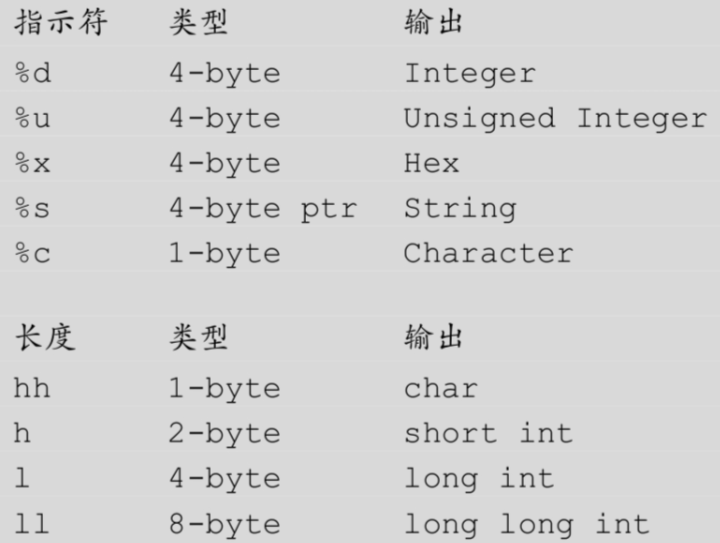 指示符 类型 输出
%d 4-byte Integer
%u 4-byte Unsigned Integer
%x 4-byte Hex
%s 4-byte ptr String
%c 1-byte Character
长度 类型 输出
hh 1-byte char
h 2-byte short int
l 4-byte long int
ll 8-byte long long int